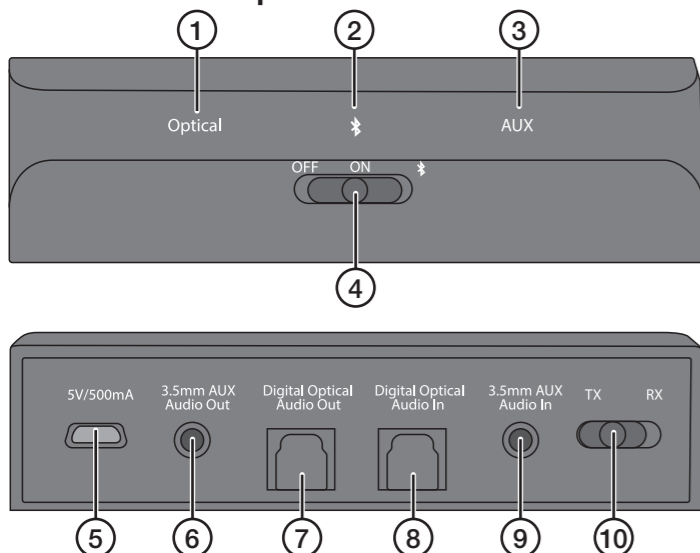 1 2 3
Optical AUX
OFF ON
4
5V/500mA 3.5mm AUX Audio Out Digital Optical Audio Out Digital Optical Audio In 3.5mm AUX Audio In TX RX
5 6 7 8 9 10